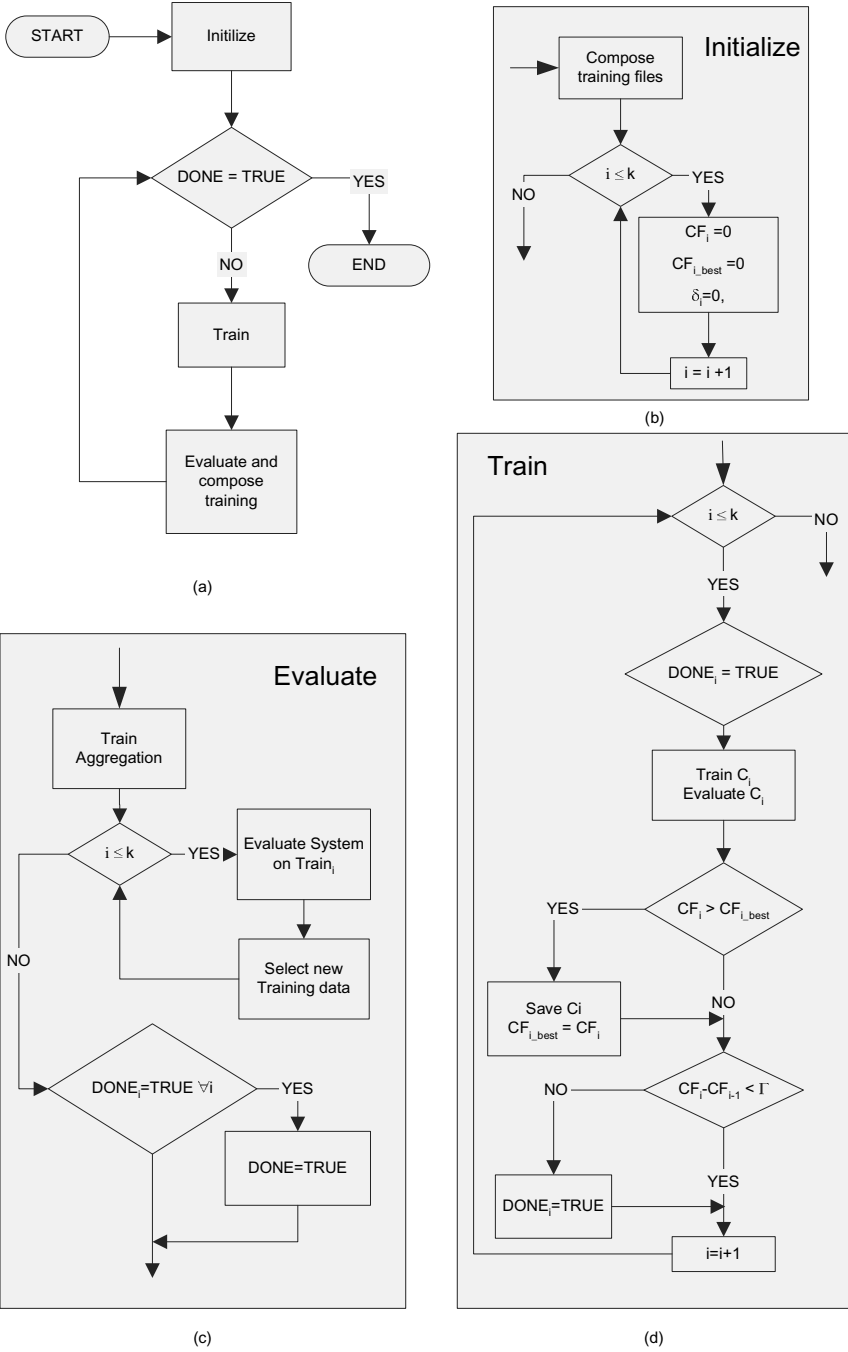 START
Initilize
DONE = TRUE
YES
END
NO
Train
Evaluate and
compose
training
(a)
Initialize
Compose
training files
i ≤ k
YES
NO
CF_i =0
CF_i_best =0
δ_i=0,
i = i +1
(b)
Evaluate
Train
Aggregation
i ≤ k
YES
Evaluate System
on Train_i
Select new
Training data
NO
DONE_i=TRUE ∀i
YES
DONE=TRUE
(c)
Train
i ≤ k
NO
YES
DONE_i = TRUE
Train C_i
Evaluate C_i
CF_i > CF_i_best
YES
NO
Save Ci
CF_i_best = CF_i
CF_i-CF_i-1 < Γ
NO
YES
DONE_i=TRUE
i=i+1
(d)